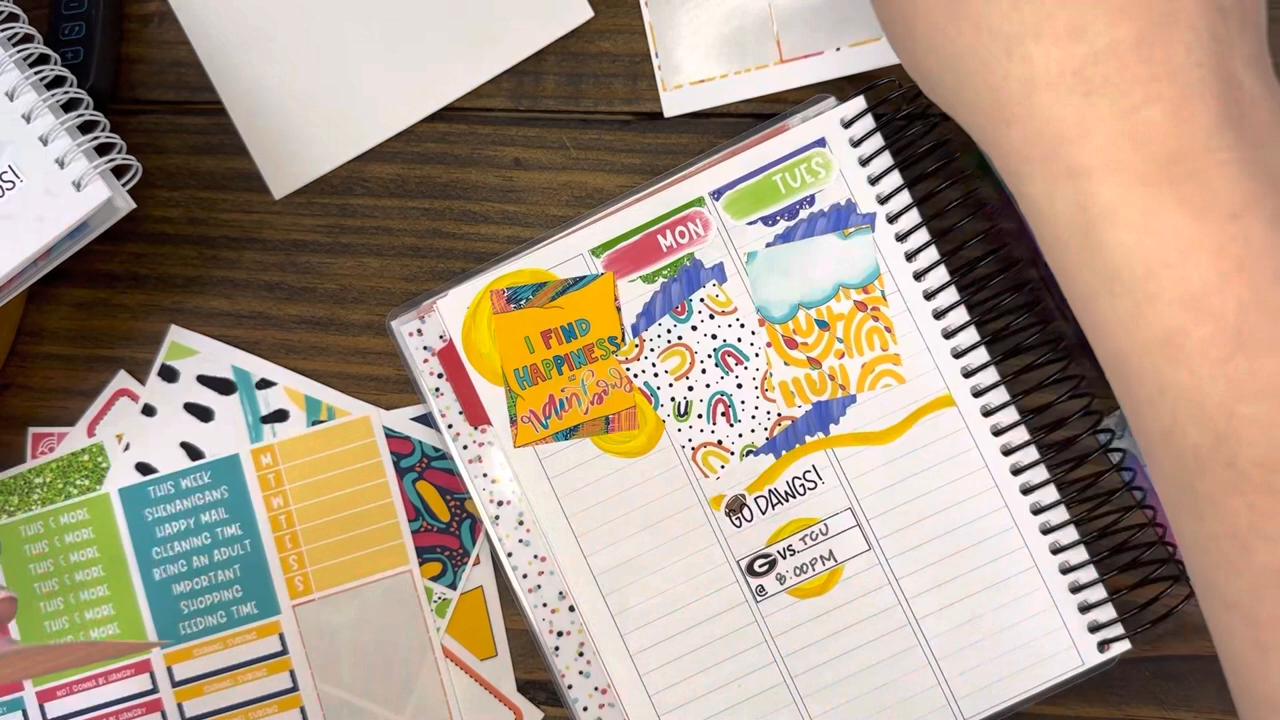 GS!
MON
TUES
I FIND
HAPPINESS
IN
GO DAWGS!
G VS. TCU
@ 8:00PM
THIS & MORE
THIS & MORE
THIS & MORE
THIS & MORE
THIS & MORE
THIS & MORE
THIS & MORE
THIS WEEK
SHENANIGANS
HAPPY MAIL
CLEANING TIME
BEING AN ADULT
IMPORTANT
SHOPPING
FEEDING TIME
M
T
W
T
F
S
S
NOT GONNA BE HANGRY